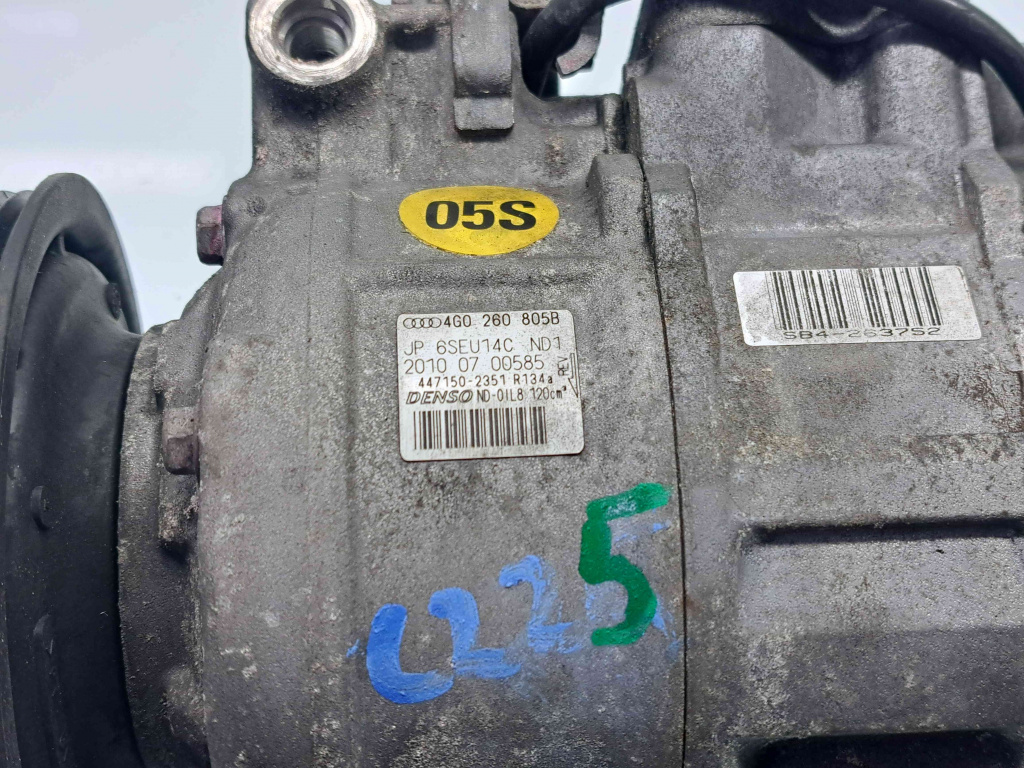 05S
4G0 260 805B
JP 6SEU14C ND1
2010 07 00585
447150-2351 R134a
DENSO ND-OIL8 120cm³
SB4-263752
C225